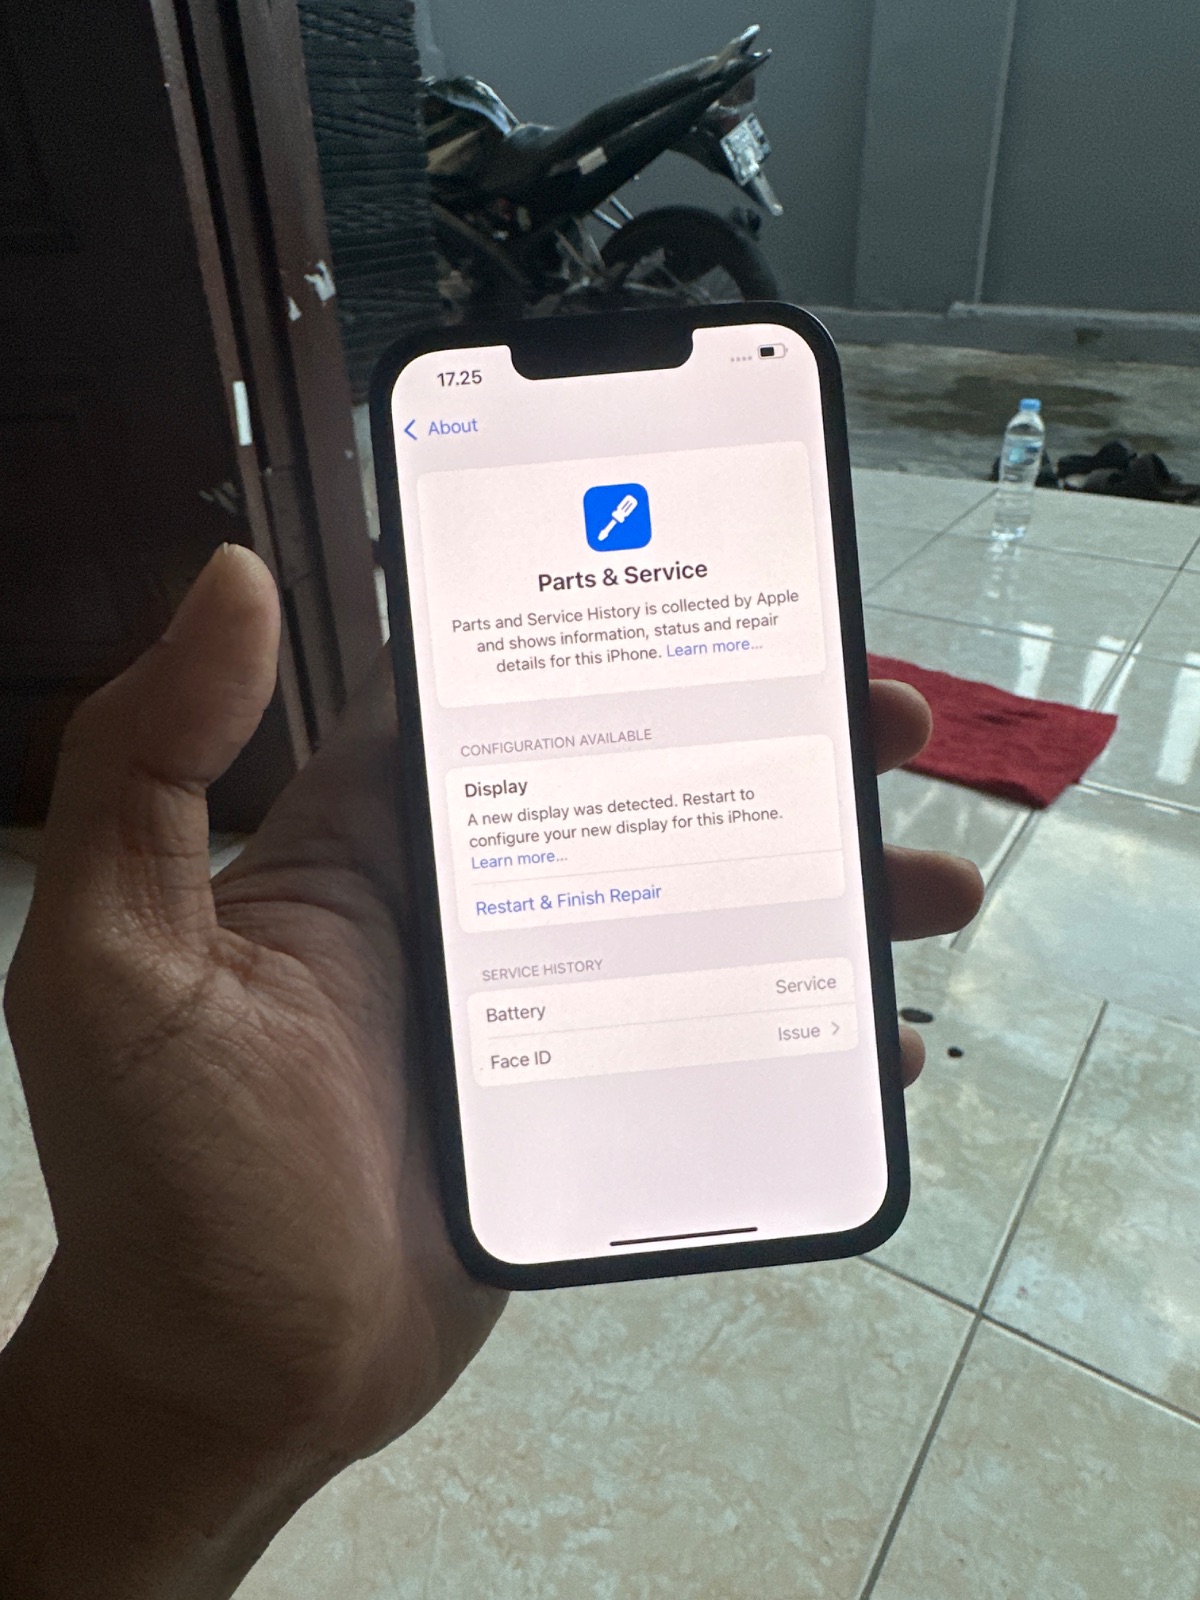 17.25
About
Parts & Service
Parts and Service History is collected by Apple
and shows information, status and repair
details for this iPhone. Learn more...
CONFIGURATION AVAILABLE
Display
A new display was detected. Restart to
configure your new display for this iPhone.
Learn more...
Restart & Finish Repair
SERVICE HISTORY
Battery Service
Face ID Issue